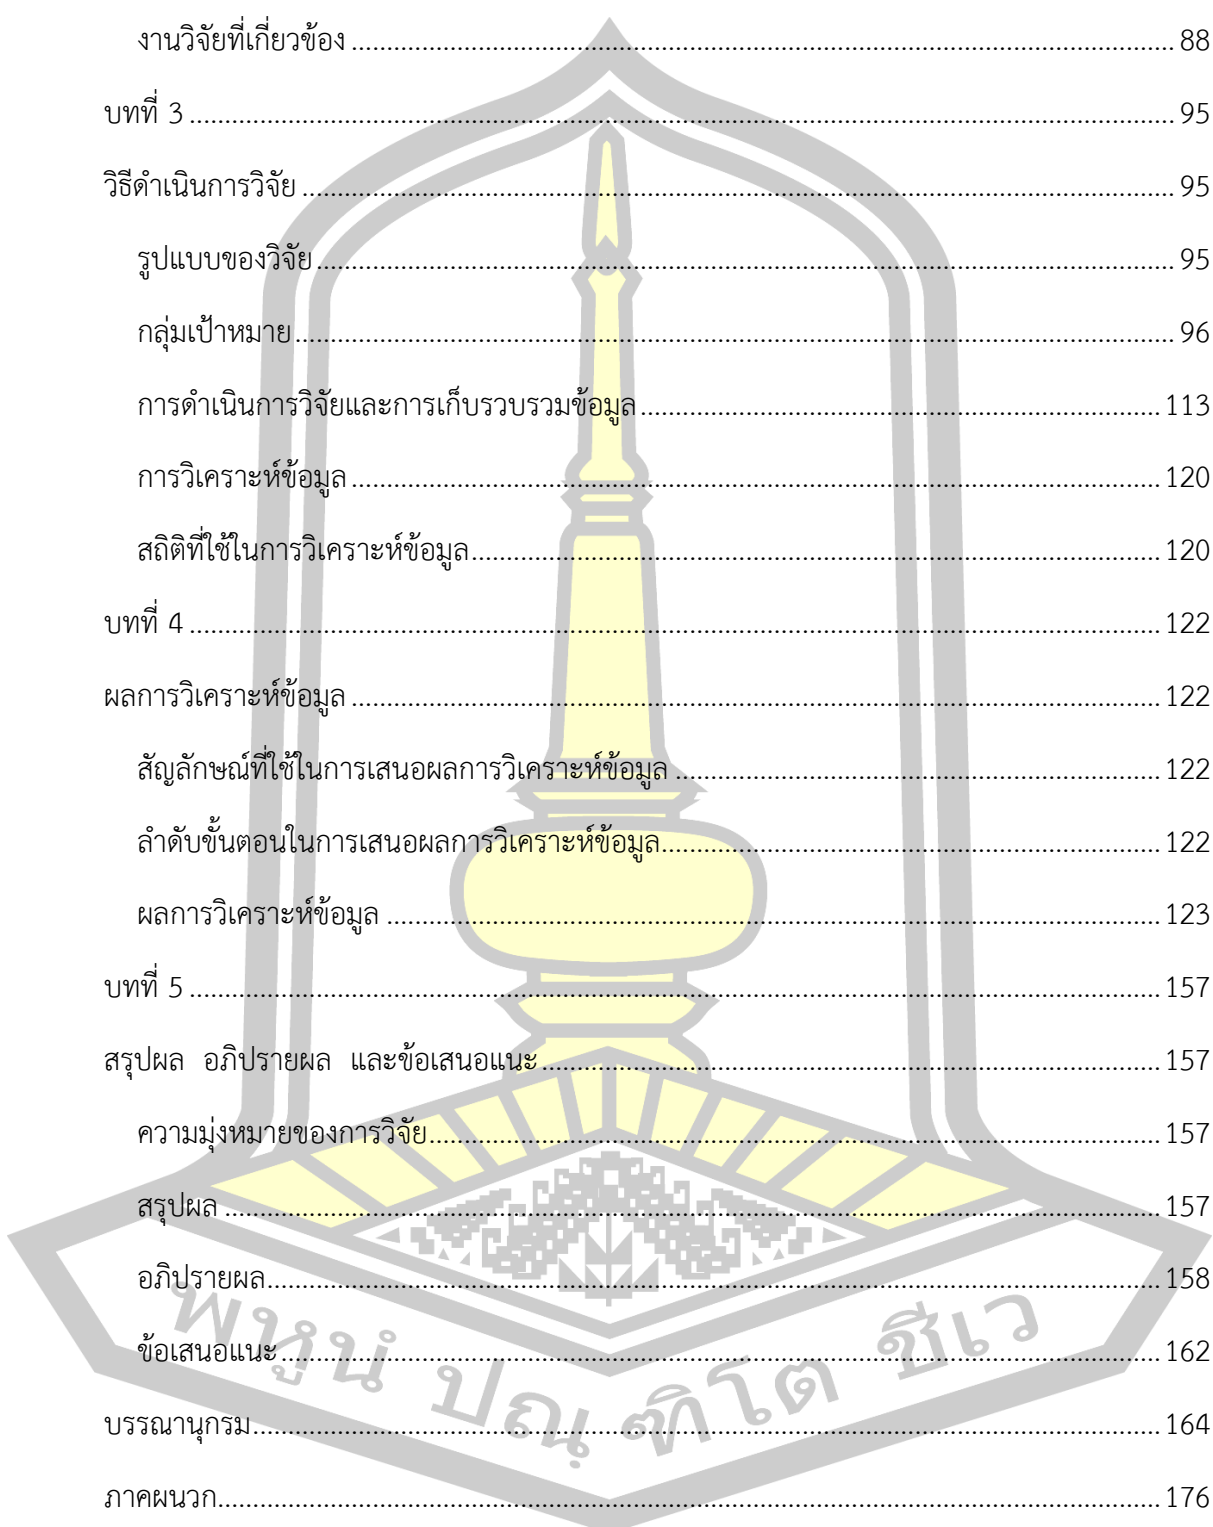 งานวิจัยที่เกี่ยวข้อง ........ 88
บทที่ 3 ........ 95
วิธีดำเนินการวิจัย ........ 95
รูปแบบของวิจัย ........ 95
กลุ่มเป้าหมาย ........ 96
การดำเนินการวิจัยและการเก็บรวบรวมข้อมูล ........ 113
การวิเคราะห์ข้อมูล ........ 120
สถิติที่ใช้ในการวิเคราะห์ข้อมูล ........ 120
บทที่ 4 ........ 122
ผลการวิเคราะห์ข้อมูล ........ 122
สัญลักษณ์ที่ใช้ในการเสนอผลการวิเคราะห์ข้อมูล ........ 122
ลำดับขั้นตอนในการเสนอผลการวิเคราะห์ข้อมูล ........ 122
ผลการวิเคราะห์ข้อมูล ........ 123
บทที่ 5 ........ 157
สรุปผล อภิปรายผล และข้อเสนอแนะ ........ 157
ความมุ่งหมายของการวิจัย ........ 157
สรุปผล ........ 157
อภิปรายผล ........ 158
ข้อเสนอแนะ ........ 162
พหูนํ ปณฺฑิโต ชีเว
บรรณานุกรม ........ 164
ภาคผนวก ........ 176